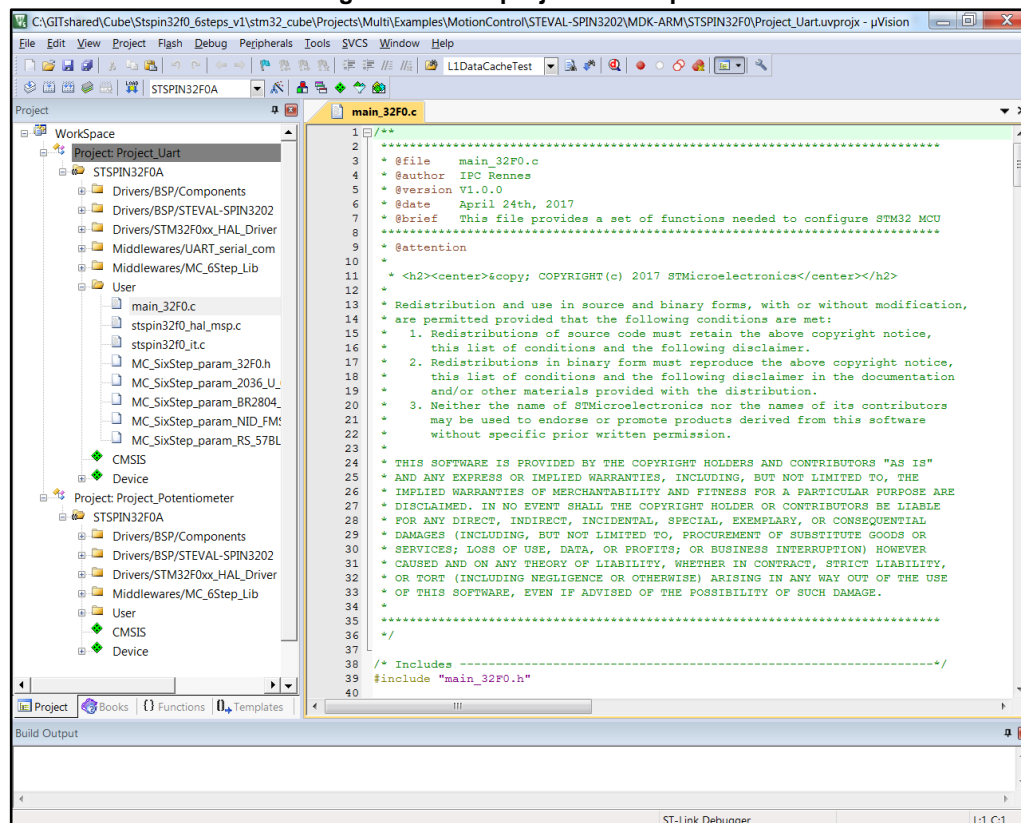 C:\GITshared\Cube\Stspin32f0_6steps_v1\stm32_cube\Projects\Multi\Examples\MotionControl\STEVAL-SPIN3202\MDK-ARM\STSPIN32F0\Project_Uart.uvprojx - µVision
File Edit View Project Flash Debug Peripherals Tools SVCS Window Help
L1DataCacheTest
STSPIN32F0A
Project
WorkSpace
Project: Project_Uart
STSPIN32F0A
Drivers/BSP/Components
Drivers/BSP/STEVAL-SPIN3202
Drivers/STM32F0xx_HAL_Driver
Middlewares/UART_serial_com
Middlewares/MC_6Step_Lib
User
main_32F0.c
stspin32f0_hal_msp.c
stspin32f0_it.c
MC_SixStep_param_32F0.h
MC_SixStep_param_2036_U_
MC_SixStep_param_BR2804_
MC_SixStep_param_NID_FMS
MC_SixStep_param_RS_57BL
CMSIS
Device
Project: Project_Potentiometer
STSPIN32F0A
Drivers/BSP/Components
Drivers/BSP/STEVAL-SPIN3202
Drivers/STM32F0xx_HAL_Driver
Middlewares/MC_6Step_Lib
User
CMSIS
Device
Project Books {} Functions Templates
main_32F0.c
1 /**
2 ******************************************************************************
3 * @file main_32F0.c
4 * @author IPC Rennes
5 * @version V1.0.0
6 * @date April 24th, 2017
7 * @brief This file provides a set of functions needed to configure STM32 MCU
8 ******************************************************************************
9 * @attention
10 *
11 * <h2><center>&copy; COPYRIGHT(c) 2017 STMicroelectronics</center></h2>
12 *
13 * Redistribution and use in source and binary forms, with or without modification,
14 * are permitted provided that the following conditions are met:
15 * 1. Redistributions of source code must retain the above copyright notice,
16 * this list of conditions and the following disclaimer.
17 * 2. Redistributions in binary form must reproduce the above copyright notice,
18 * this list of conditions and the following disclaimer in the documentation
19 * and/or other materials provided with the distribution.
20 * 3. Neither the name of STMicroelectronics nor the names of its contributors
21 * may be used to endorse or promote products derived from this software
22 * without specific prior written permission.
23 *
24 * THIS SOFTWARE IS PROVIDED BY THE COPYRIGHT HOLDERS AND CONTRIBUTORS "AS IS"
25 * AND ANY EXPRESS OR IMPLIED WARRANTIES, INCLUDING, BUT NOT LIMITED TO, THE
26 * IMPLIED WARRANTIES OF MERCHANTABILITY AND FITNESS FOR A PARTICULAR PURPOSE ARE
27 * DISCLAIMED. IN NO EVENT SHALL THE COPYRIGHT HOLDER OR CONTRIBUTORS BE LIABLE
28 * FOR ANY DIRECT, INDIRECT, INCIDENTAL, SPECIAL, EXEMPLARY, OR CONSEQUENTIAL
29 * DAMAGES (INCLUDING, BUT NOT LIMITED TO, PROCUREMENT OF SUBSTITUTE GOODS OR
30 * SERVICES; LOSS OF USE, DATA, OR PROFITS; OR BUSINESS INTERRUPTION) HOWEVER
31 * CAUSED AND ON ANY THEORY OF LIABILITY, WHETHER IN CONTRACT, STRICT LIABILITY,
32 * OR TORT (INCLUDING NEGLIGENCE OR OTHERWISE) ARISING IN ANY WAY OUT OF THE USE
33 * OF THIS SOFTWARE, EVEN IF ADVISED OF THE POSSIBILITY OF SUCH DAMAGE.
34 *
35 ******************************************************************************
36 */
37
38 /* Includes ------------------------------------------------------------------*/
39 #include "main_32F0.h"
40
Build Output
ST-Link Debugger L:1 C:1